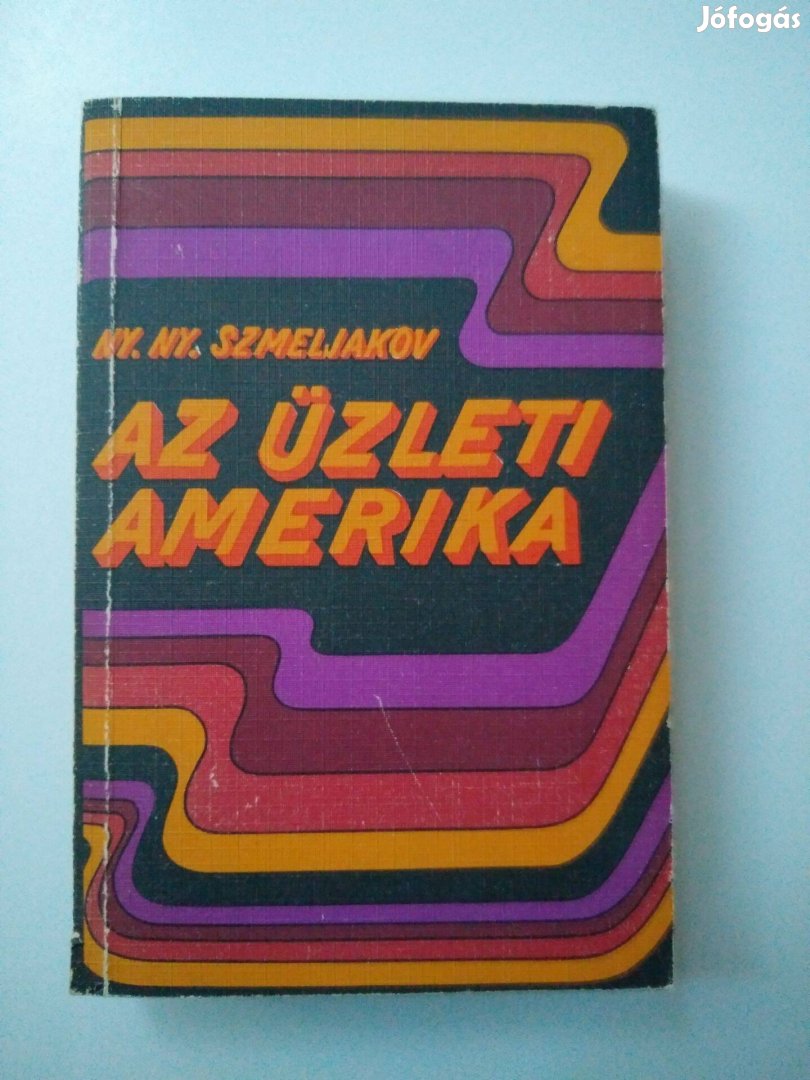 Jófogás
NY. NY. SZMELJAKOV
AZ ÜZLETI
AMERIKA